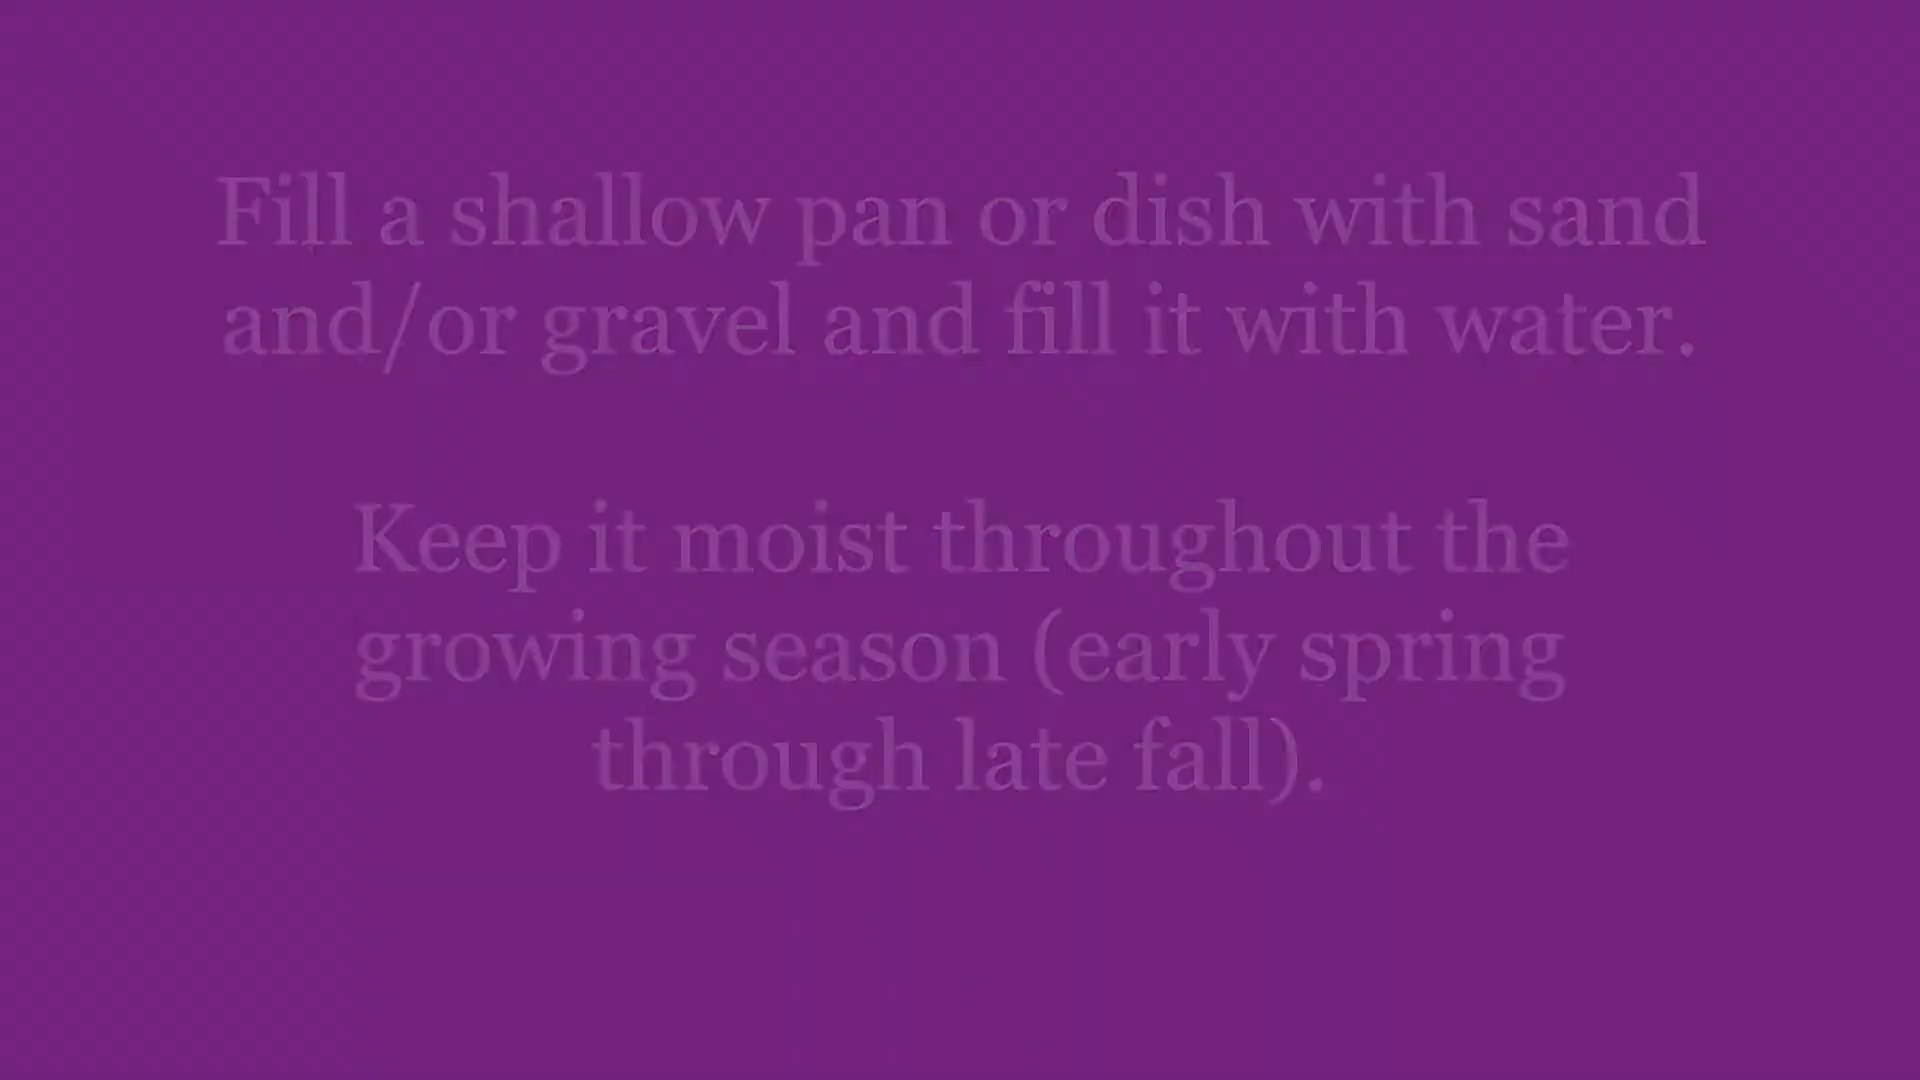 Fill a shallow pan or dish with sand
and/or gravel and fill it with water.
Keep it moist throughout the
growing season (early spring
through late fall).